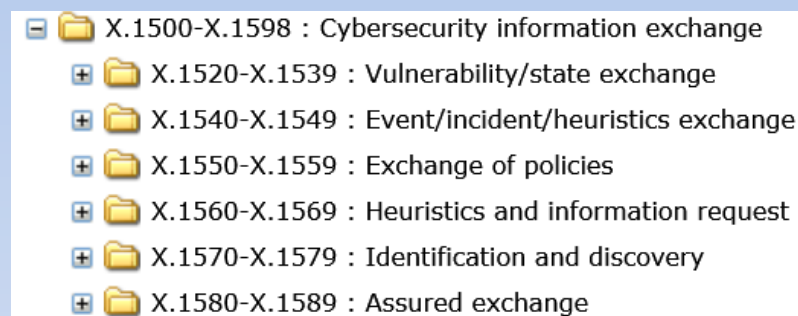 X.1500-X.1598 : Cybersecurity information exchange
X.1520-X.1539 : Vulnerability/state exchange
X.1540-X.1549 : Event/incident/heuristics exchange
X.1550-X.1559 : Exchange of policies
X.1560-X.1569 : Heuristics and information request
X.1570-X.1579 : Identification and discovery
X.1580-X.1589 : Assured exchange